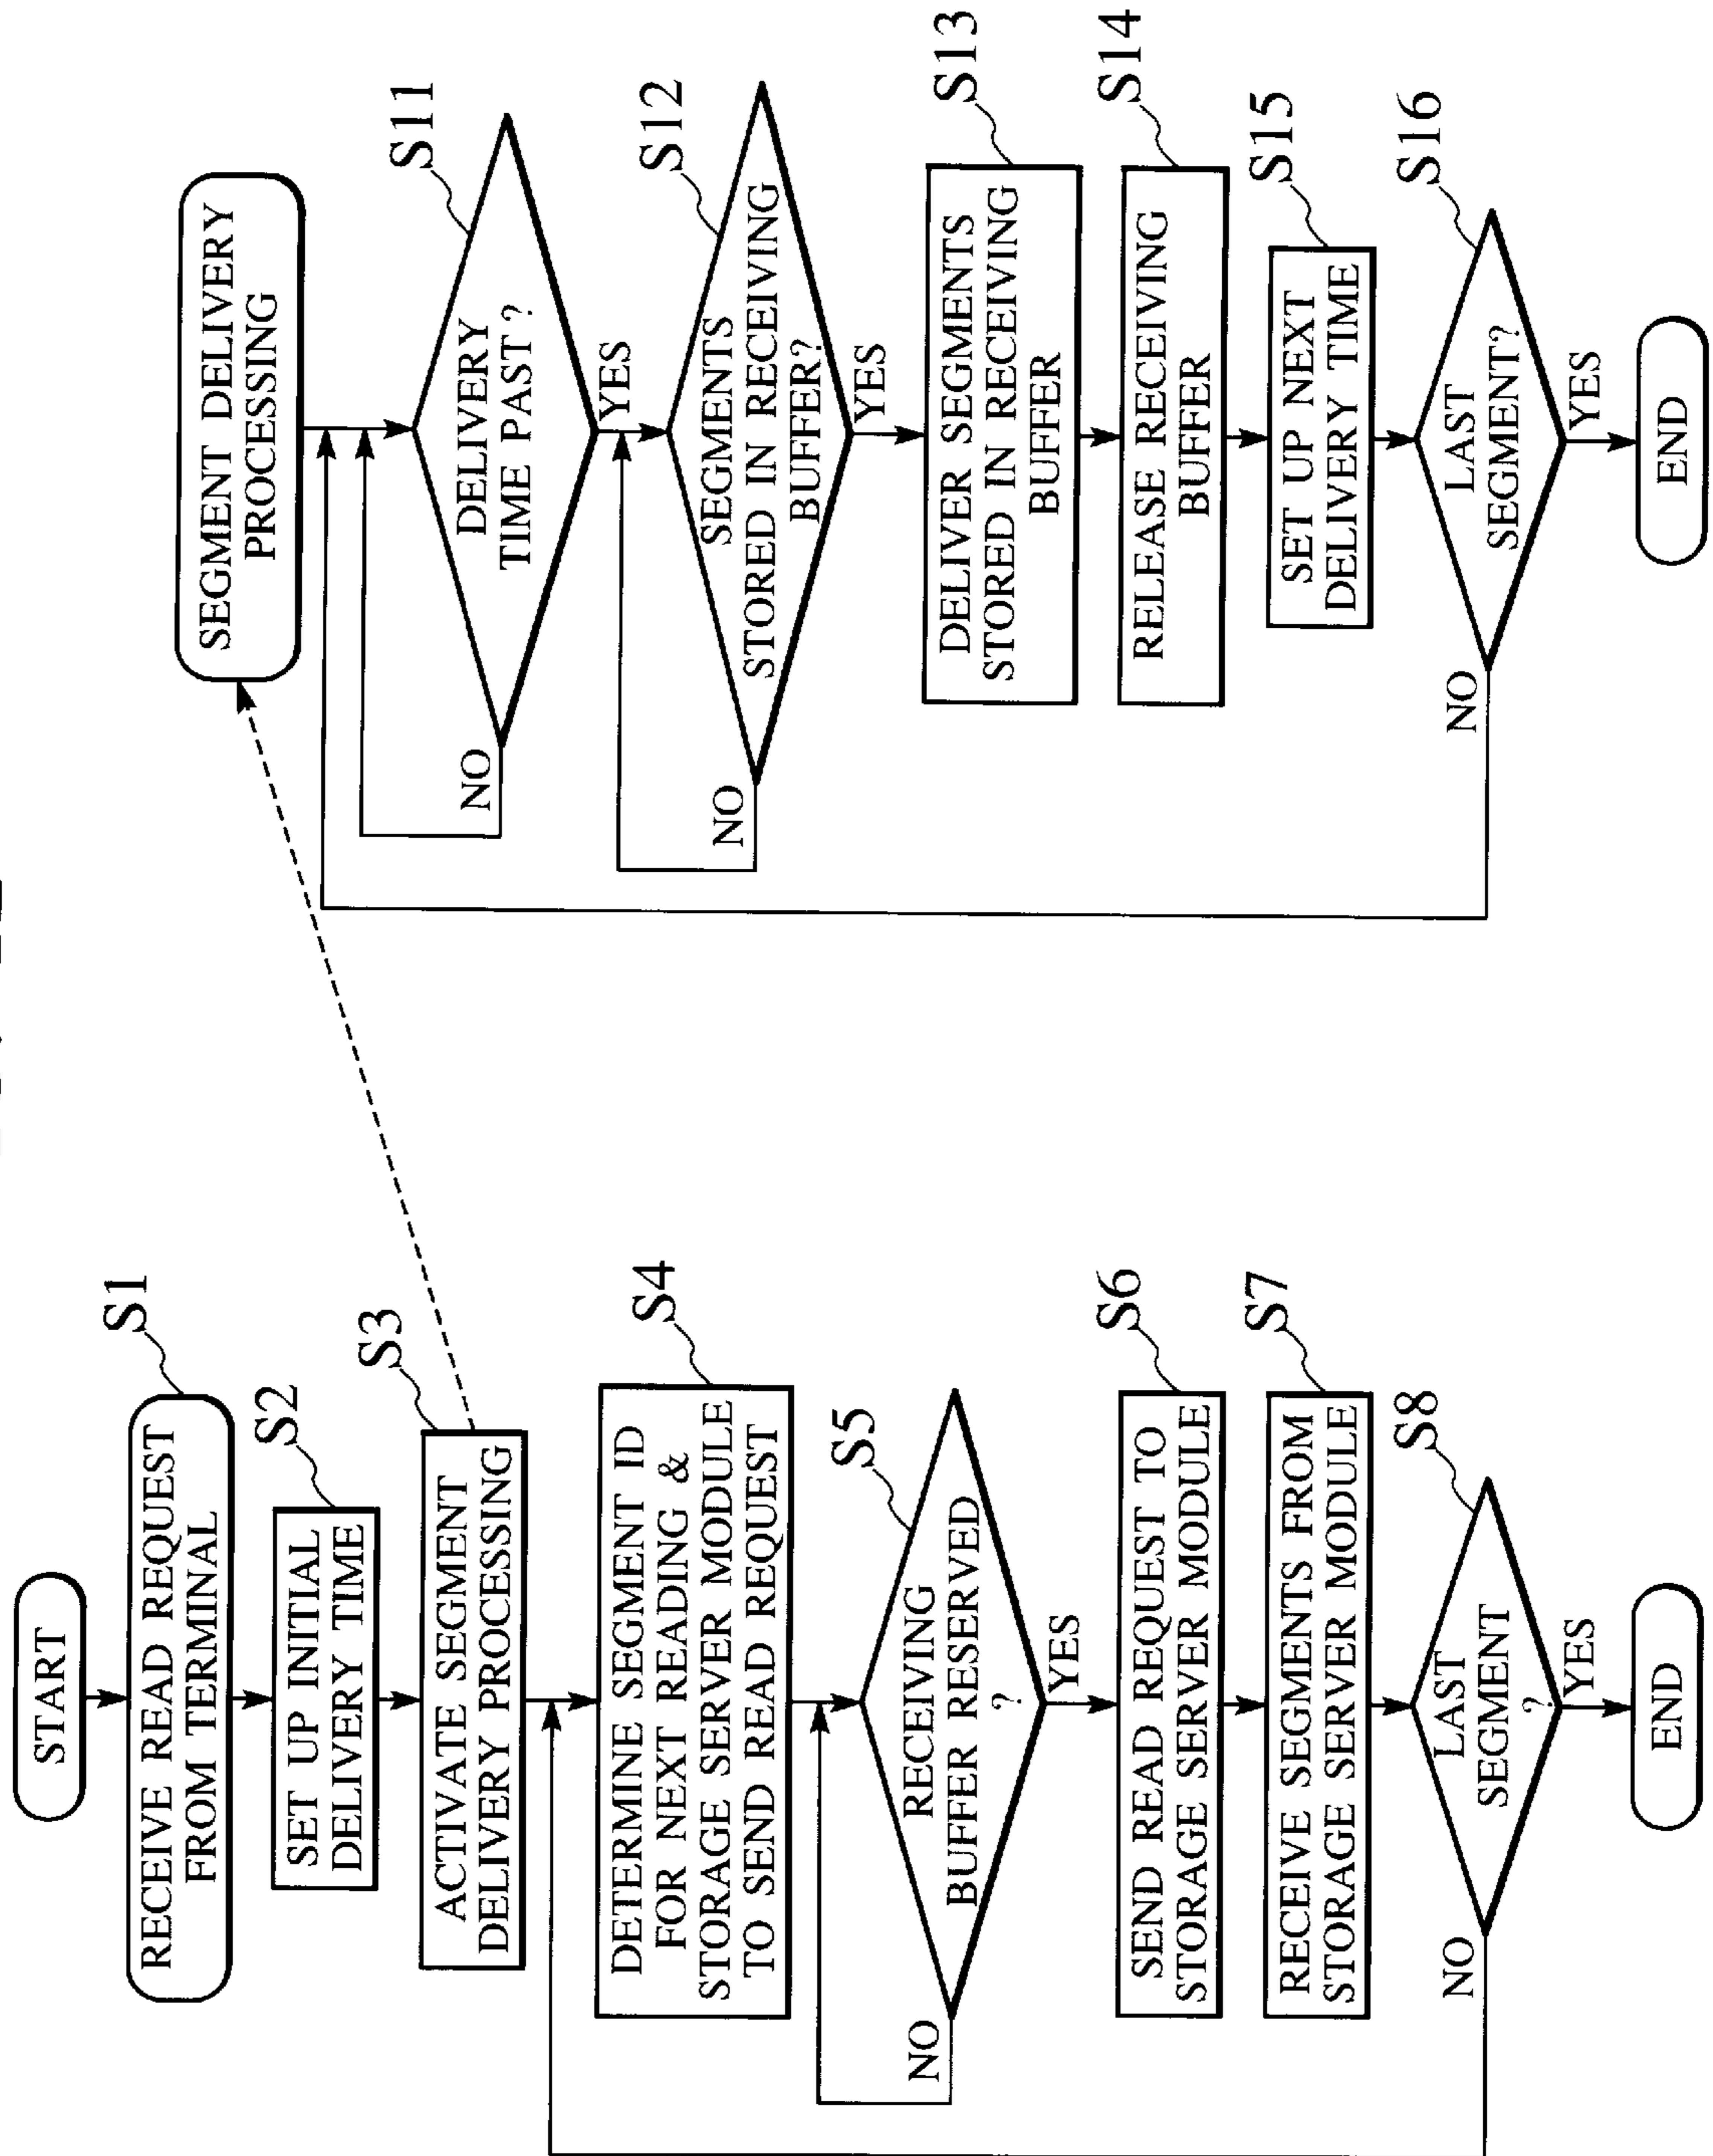 START
RECEIVE READ REQUEST
FROM TERMINAL
S1
SET UP INITIAL
DELIVERY TIME
S2
ACTIVATE SEGMENT
DELIVERY PROCESSING
S3
DETERMINE SEGMENT ID
FOR NEXT READING &
STORAGE SERVER MODULE
TO SEND READ REQUEST
S4
RECEIVING
BUFFER RESERVED
?
S5
NO
YES
SEND READ REQUEST TO
STORAGE SERVER MODULE
S6
RECEIVE SEGMENTS FROM
STORAGE SERVER MODULE
S7
LAST
SEGMENT
?
S8
NO
YES
END
SEGMENT DELIVERY
PROCESSING
DELIVERY
TIME PAST ?
S11
NO
YES
SEGMENTS
STORED IN RECEIVING
BUFFER?
S12
NO
YES
DELIVER SEGMENTS
STORED IN RECEIVING
BUFFER
S13
RELEASE RECEIVING
BUFFER
S14
SET UP NEXT
DELIVERY TIME
S15
LAST
SEGMENT?
S16
NO
YES
END